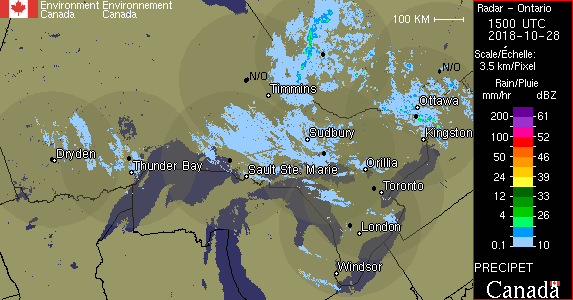 Environment Environnement
Canada Canada
100 KM
N/O
N/O
Timmins
Ottawa
Sudbury
Kingston
Dryden
Thunder Bay
Sault Ste. Marie
Orillia
Toronto
London
Windsor
Radar - Ontario
1500 UTC
2018-10-28
Scale/Échelle:
3.5 km/Pixel
Rain/Pluie
mm/hr dBZ
200 61
100 52
50 46
24 39
12 33
4 26
1 16
0.1 10
PRECIPET
Canada